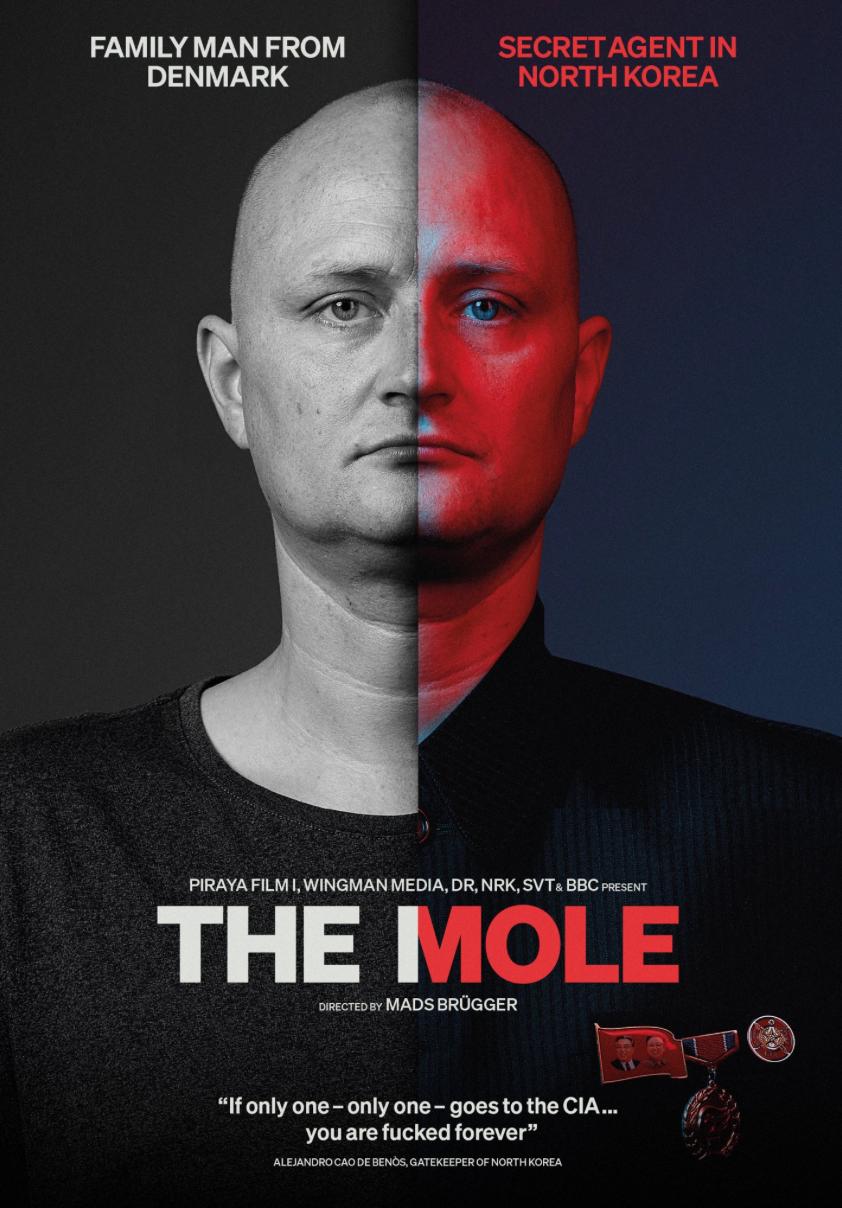 FAMILY MAN FROM
DENMARK
SECRET AGENT IN
NORTH KOREA
PIRAYA FILM I, WINGMAN MEDIA, DR, NRK, SVT & BBC PRESENT
THE MOLE
DIRECTED BY MADS BRÜGGER
“If only one – only one – goes to the CIA...
you are fucked forever”
ALEJANDRO CAO DE BENÒS, GATEKEEPER OF NORTH KOREA